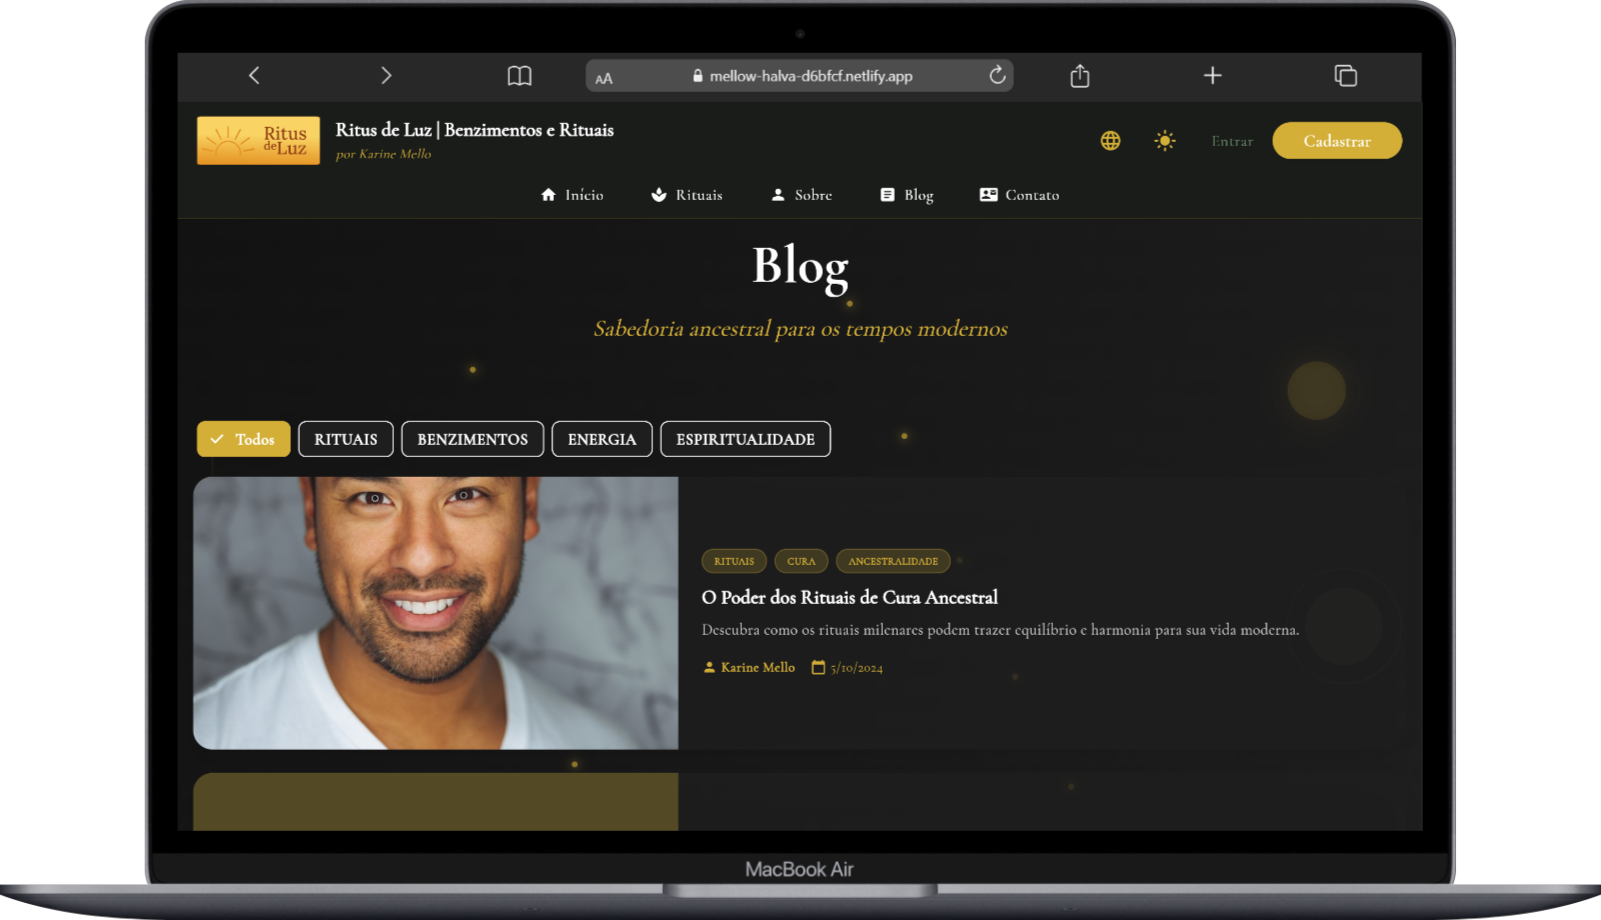 AA mellow-halva-d6bfcf.netlify.app
Ritus
deLuz
Ritus de Luz | Benzimentos e Rituais
por Karine Mello
Entrar
Cadastrar
Início
Rituais
Sobre
Blog
Contato
Blog
Sabedoria ancestral para os tempos modernos
Todos
RITUAIS
BENZIMENTOS
ENERGIA
ESPIRITUALIDADE
RITUAIS
CURA
ANCESTRALIDADE
O Poder dos Rituais de Cura Ancestral
Descubra como os rituais milenares podem trazer equilíbrio e harmonia para sua vida moderna.
Karine Mello
5/10/2024
MacBook Air